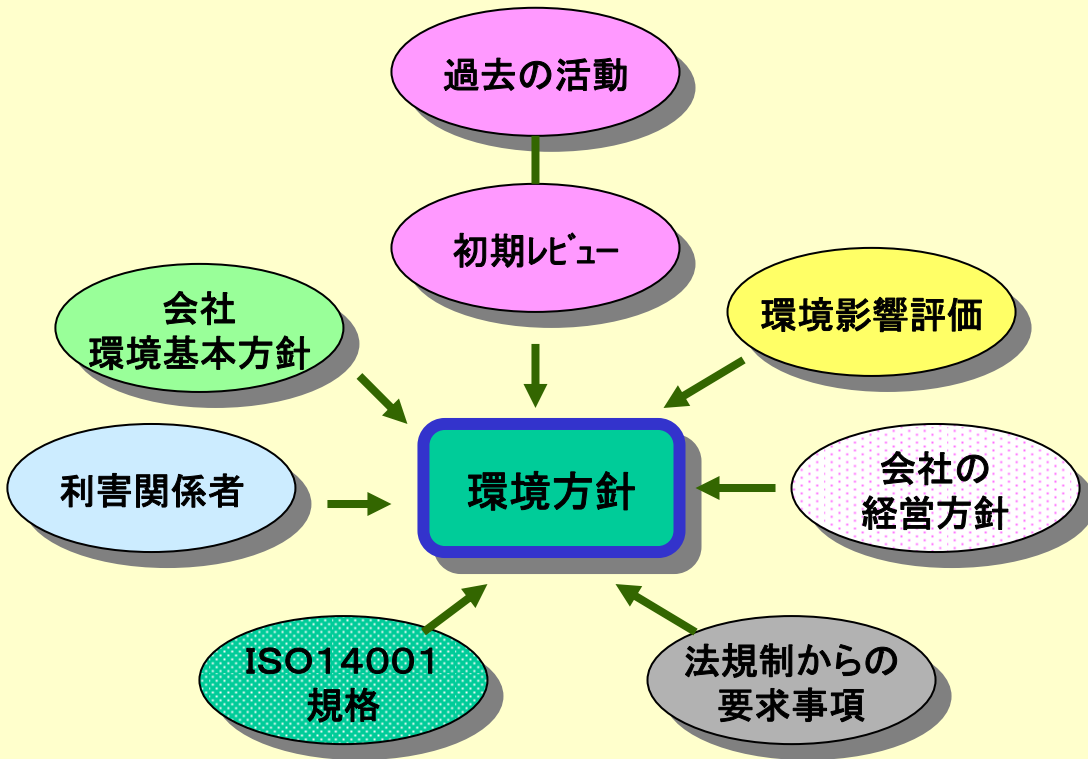 過去の活動
初期ﾚﾋﾞｭｰ
会社
環境基本方針
環境影響評価
利害関係者
環境方針
会社の
経営方針
ＩＳＯ１４００１
規格
法規制からの
要求事項